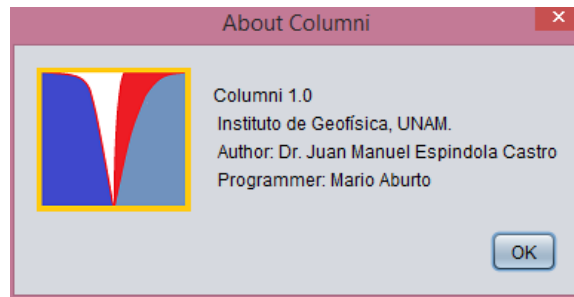 About Columni
Columni 1.0
Instituto de Geofísica, UNAM.
Author: Dr. Juan Manuel Espindola Castro
Programmer: Mario Aburto
OK